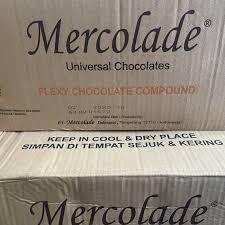 Mercolade®
Universal Chocolates
FLEXY CHOCOLATE COMPOUND
KEEP IN COOL & DRY PLACE
SIMPAN DI TEMPAT SEJUK & KERING
Mercolade